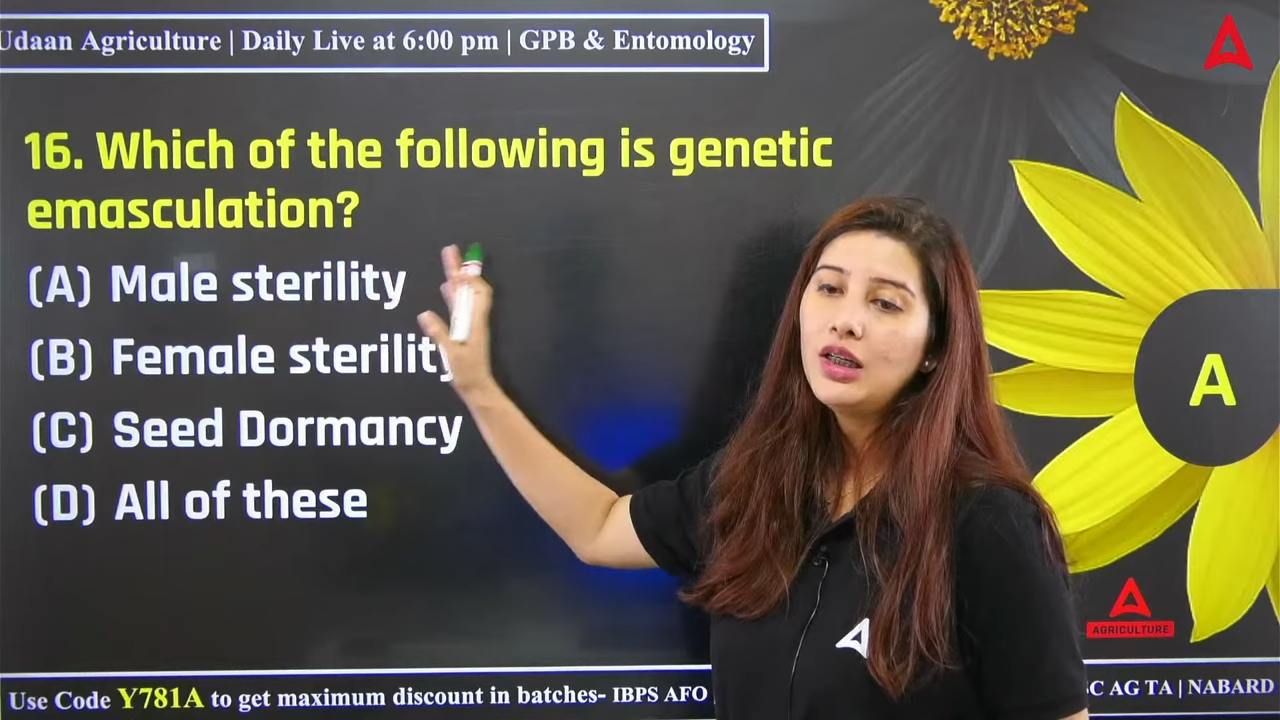 Udaan Agriculture | Daily Live at 6:00 pm | GPB & Entomology
16. Which of the following is genetic
emasculation?
(A) Male sterility
(B) Female sterility
(C) Seed Dormancy
(D) All of these
A
AGRICULTURE
Use Code Y781A to get maximum discount in batches- IBPS AFO
AG TA | NABARD